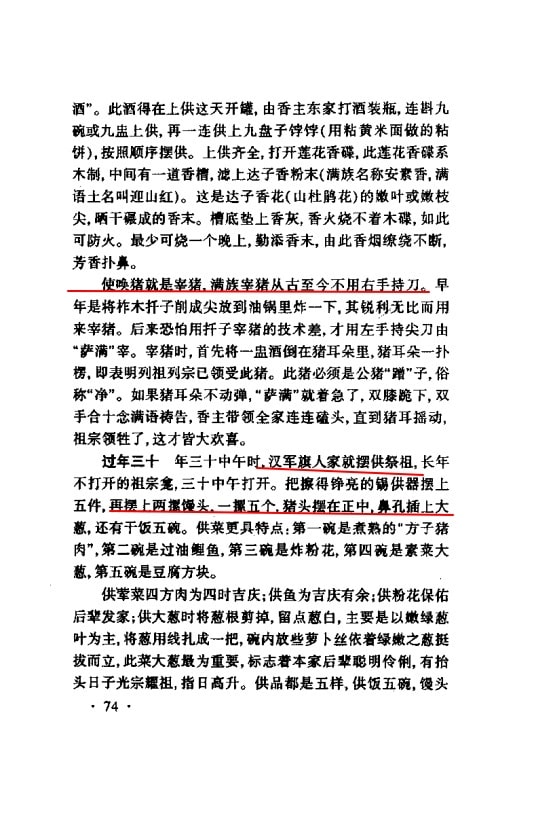 酒”。此酒得在上供这天开罐，由香主东家打酒装瓶，连斟九
碗或九盅上供，再一连供上九盘子饽饽(用粘黄米面做的粘
饼)，按照顺序摆供。上供齐全，打开莲花香碟，此莲花香碟系
木制，中间有一道香槽，滤上达子香粉末(满族名称安紫香，满
语土名叫迎山红)。这是达子香花(山杜鹃花)的嫩叶或嫩枝
尖，晒干碾成的香末。槽底垫上香灰，香火烧不着木碟，如此
可防火。最少可烧一个晚上，勤添香末，由此香烟缭绕不断，
芳香扑鼻。
使唤猪就是宰猪，满族宰猪从古至今不用右手持刀。早
年是将柞木扦子削成尖放到油锅里炸一下，其锐利无比而用
来宰猪。后来恐怕用扦子宰猪的技术差，才用左手持尖刀由
“萨满”宰。宰猪时，首先将一盅酒倒在猪耳朵里，猪耳朵一扑
楞，即表明列祖列宗已领受此猪。此猪必须是公猪“蹭”子，俗
称“净”。如果猪耳朵不动弹，“萨满”就着急了，双膝跪下，双
手合十念满语祷告，香主带领全家连连磕头，直到猪耳摇动，
祖宗领牲了，这才皆大欢喜。
过年三十　年三十中午时，汉军旗人家就摆供祭祖，长年
不打开的祖宗龛，三十中午打开。把擦得铮亮的锡供器摆上
五件，再摆上两摞馒头，一摞五个，猪头摆在正中，鼻孔插上大
葱，还有干饭五碗。供菜更具特点：第一碗是煮熟的“方子猪
肉”，第二碗是过油鲤鱼，第三碗是炸粉花，第四碗是素菜大
葱，第五碗是豆腐方块。
供荤菜四方肉为四时吉庆；供鱼为吉庆有余；供粉花保佑
后辈发家；供大葱时将葱根剪掉，留点葱白，主要是以嫩绿葱
叶为主，将葱用线扎成一把，碗内放些萝卜丝依着绿嫩之葱挺
拔而立，此菜大葱最为重要，标志着本家后辈聪明伶俐，有抬
头日子光宗耀祖，指日高升。供品都是五样，供饭五碗，馒头
·74·